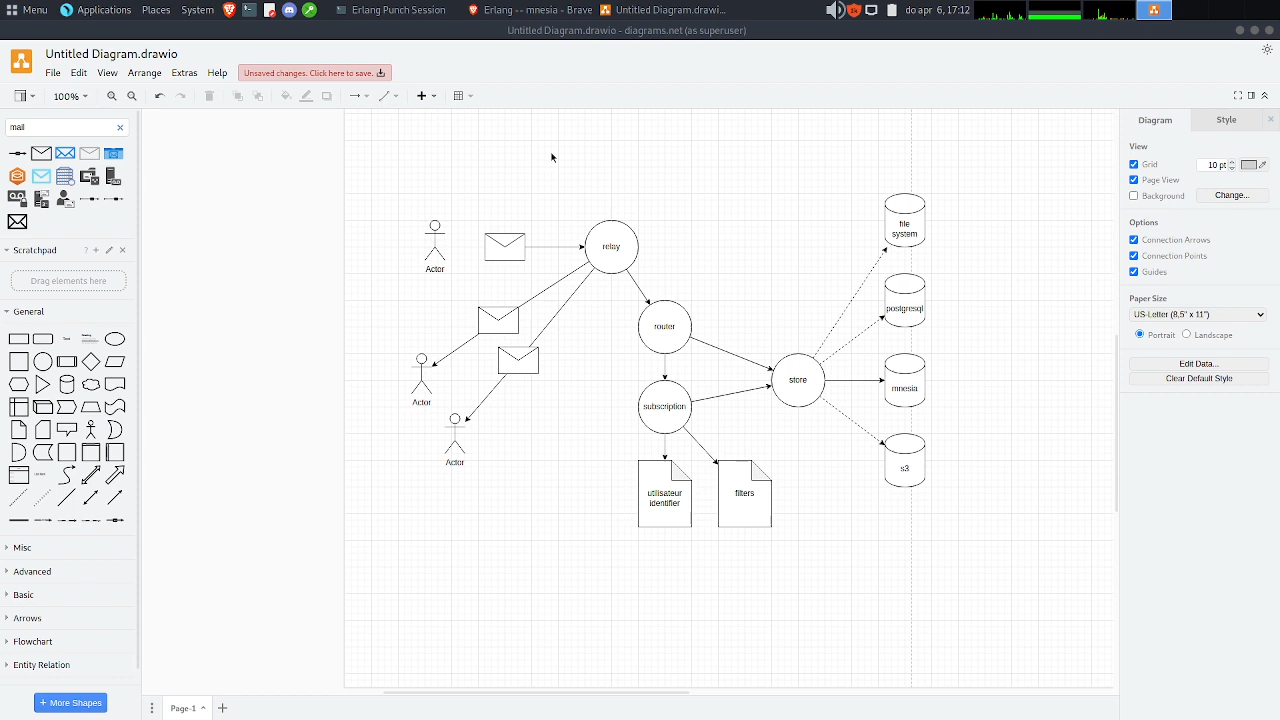 Menu Applications Places System Erlang Punch Session Erlang -- mnesia - Brave Untitled Diagram.drawi... do apr 6, 17:12
Untitled Diagram.drawio - diagrams.net (as superuser)
Untitled Diagram.drawio
File Edit View Arrange Extras Help Unsaved changes. Click here to save.
100%
mail
Scratchpad ?
Drag elements here
General
Text
Misc
Advanced
Basic
Arrows
Flowchart
Entity Relation
+ More Shapes
Page-1
Actor
relay
Actor
Actor
router
subscription
utilisateur
identifier
filters
store
file
system
postgresql
mnesia
s3
Diagram Style
View
Grid 10 pt
Page View
Background Change...
Options
Connection Arrows
Connection Points
Guides
Paper Size
US-Letter (8,5" x 11")
Portrait Landscape
Edit Data...
Clear Default Style